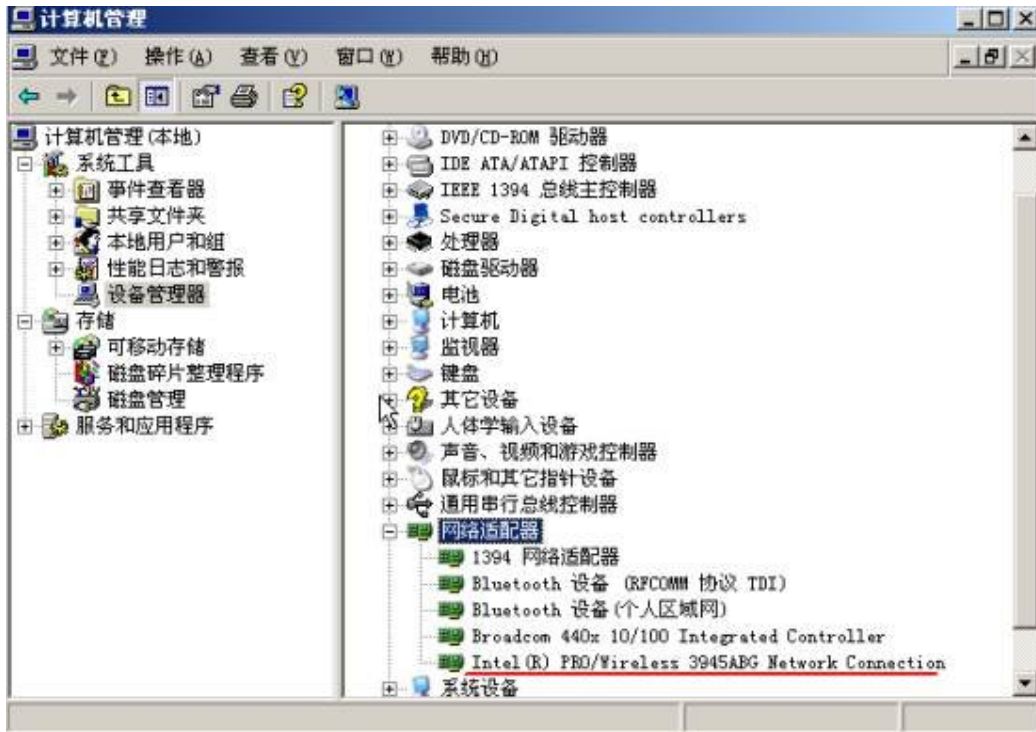 计算机管理
文件(F) 操作(A) 查看(V) 窗口(W) 帮助(H)
计算机管理(本地)
系统工具
事件查看器
共享文件夹
本地用户和组
性能日志和警报
设备管理器
存储
可移动存储
磁盘碎片整理程序
磁盘管理
服务和应用程序
DVD/CD-ROM 驱动器
IDE ATA/ATAPI 控制器
IEEE 1394 总线主控制器
Secure Digital host controllers
处理器
磁盘驱动器
电池
计算机
监视器
键盘
其它设备
人体学输入设备
声音、视频和游戏控制器
鼠标和其它指针设备
通用串行总线控制器
网络适配器
1394 网络适配器
Bluetooth 设备 (RFCOMM 协议 TDI)
Bluetooth 设备(个人区域网)
Broadcom 440x 10/100 Integrated Controller
Intel(R) PRO/Wireless 3945ABG Network Connection
系统设备